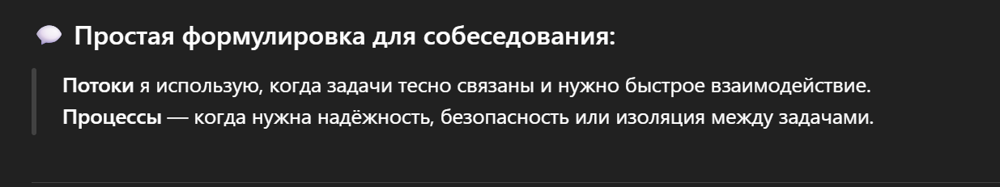 💬 Простая формулировка для собеседования:
Потоки я использую, когда задачи тесно связаны и нужно быстрое взаимодействие.
Процессы — когда нужна надёжность, безопасность или изоляция между задачами.